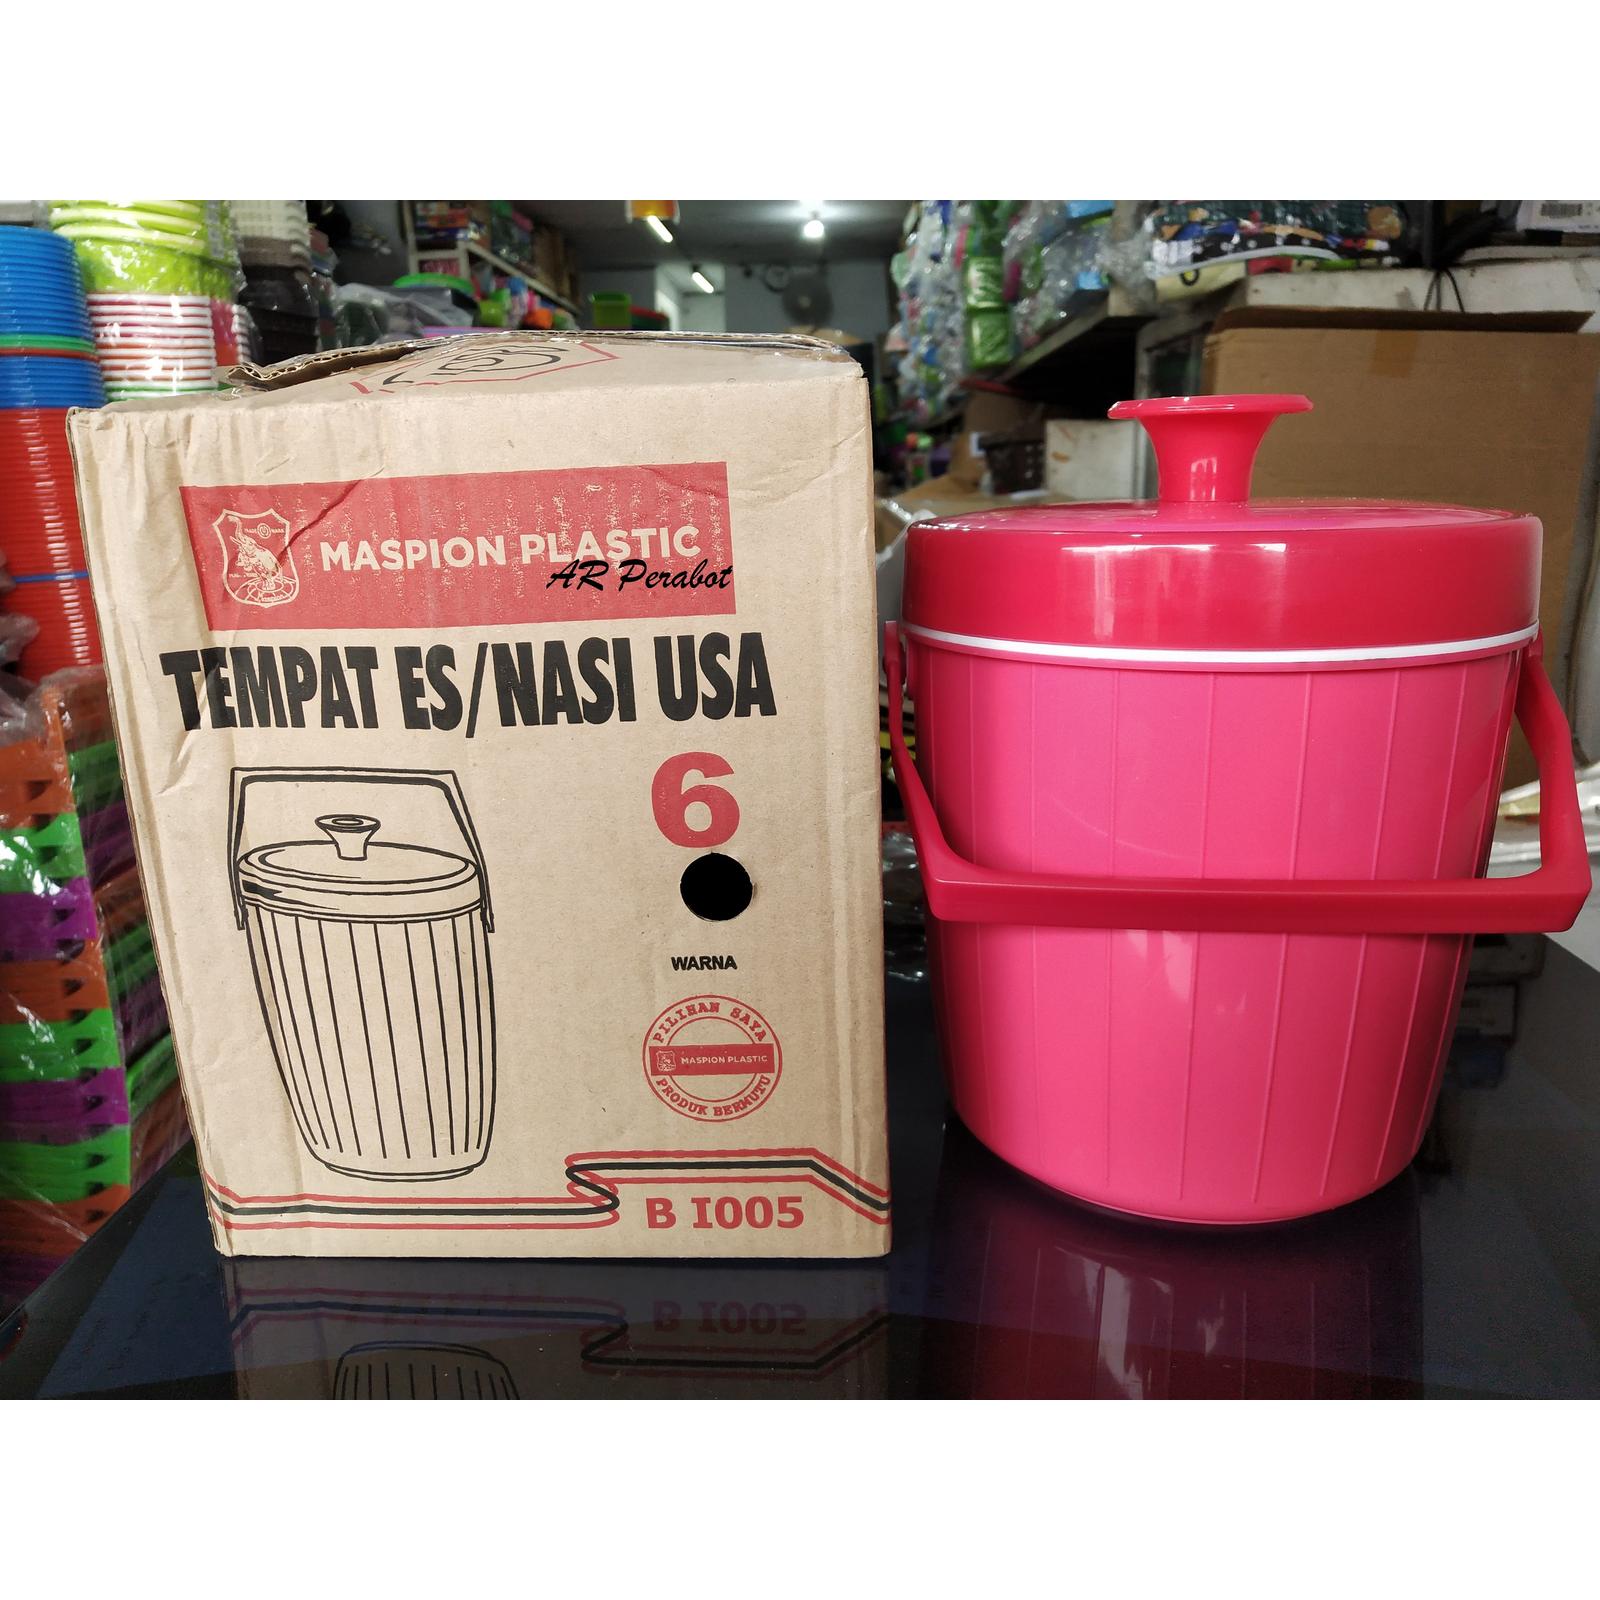 MASPION PLASTIC
AR Perabot
TEMPAT ES/NASI USA
6
WARNA
PILIHAN SAYA
MASPION PLASTIC
PRODUK BERMUTU
B I005